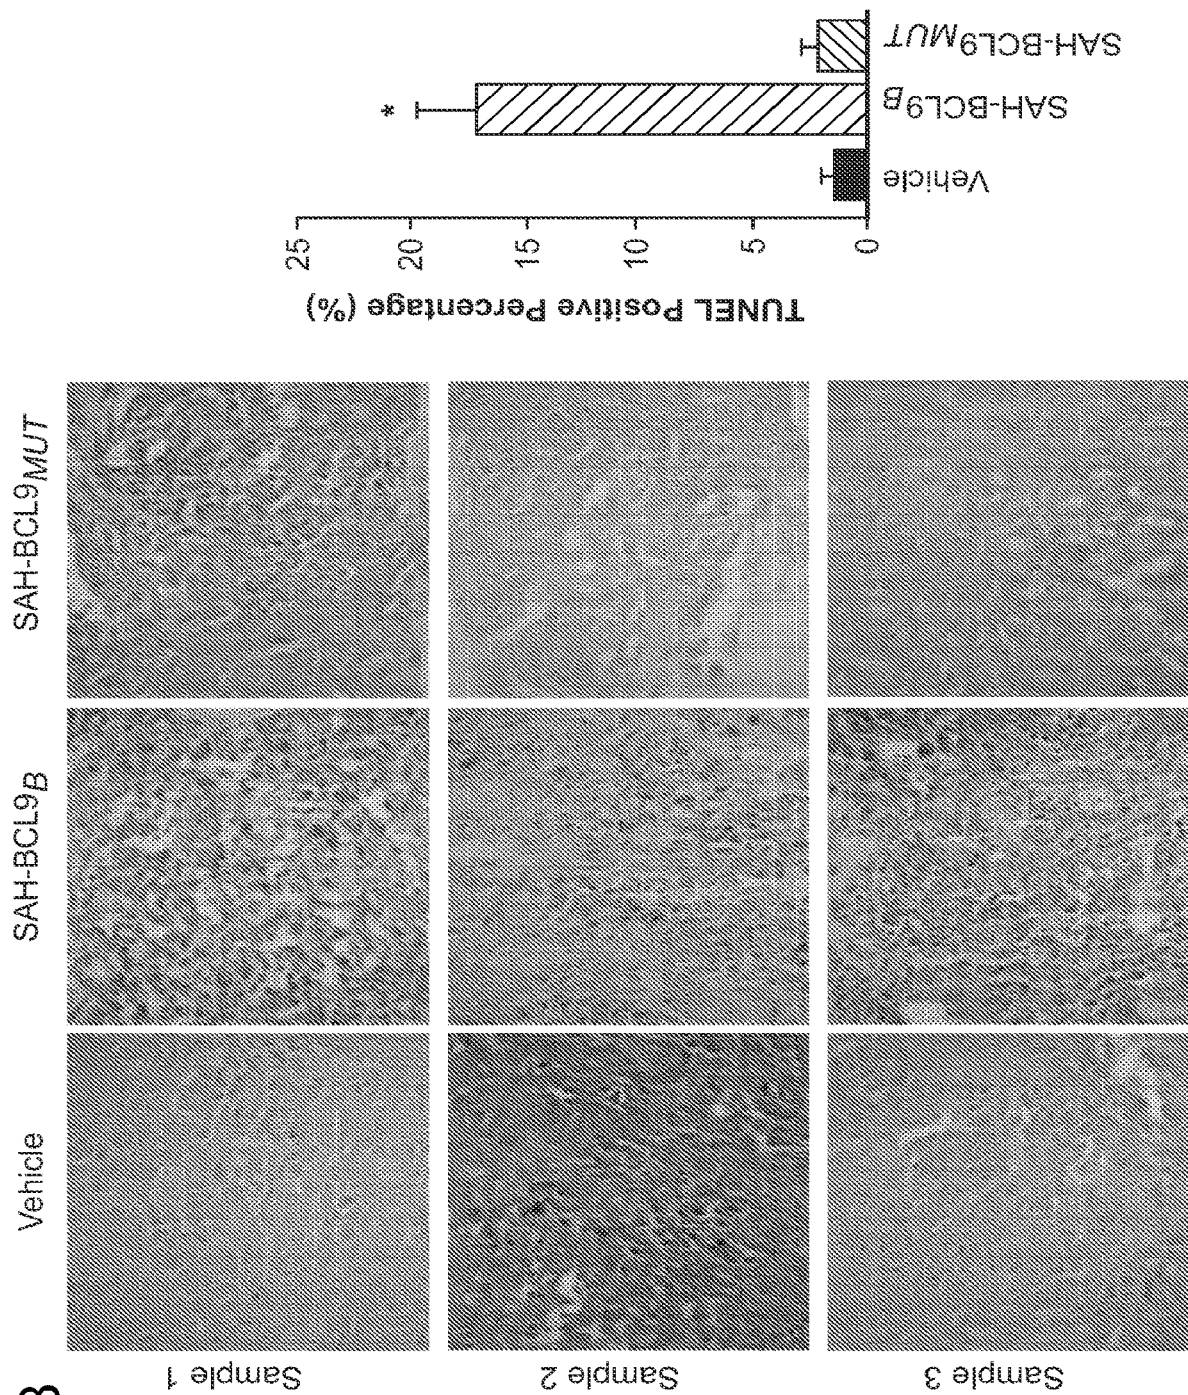 Vehicle
SAH-BCL9B
SAH-BCL9MUT
Sample 1
Sample 2
Sample 3
TUNEL Positive Percentage (%)
25
20
15
10
5
0
*
Vehicle
SAH-BCL9B
SAH-BCL9MUT